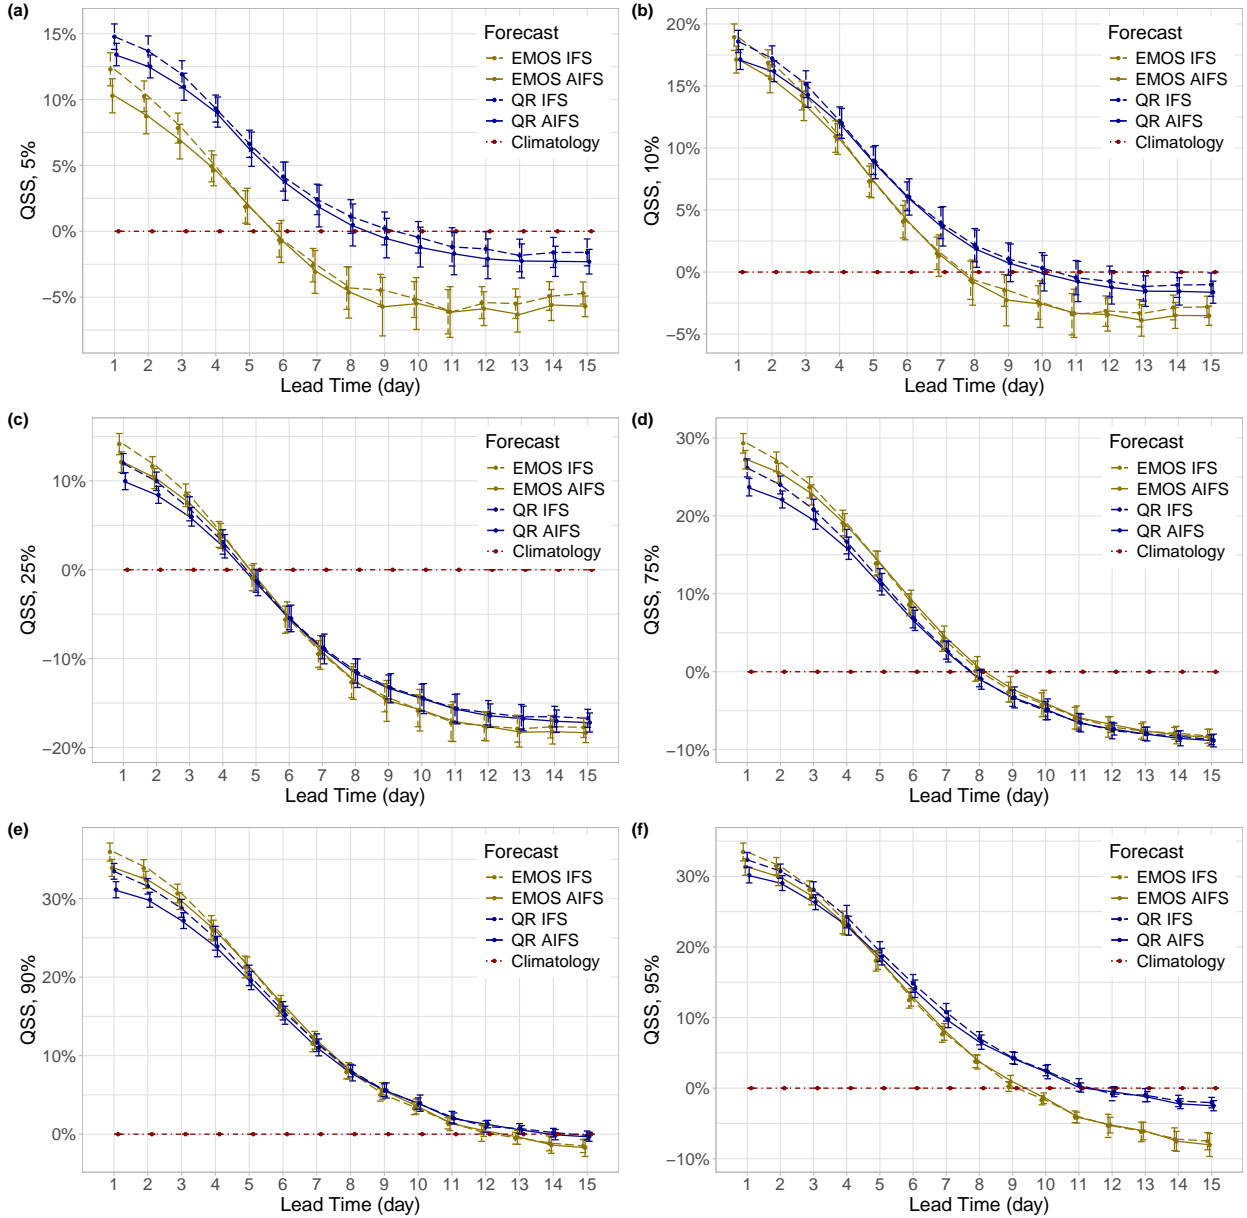 (a)
Forecast
EMOS IFS
EMOS AIFS
QR IFS
QR AIFS
Climatology
15%
10%
5%
0%
−5%
QSS, 5%
1 2 3 4 5 6 7 8 9 10 11 12 13 14 15
Lead Time (day)
(b)
Forecast
EMOS IFS
EMOS AIFS
QR IFS
QR AIFS
Climatology
20%
15%
10%
5%
0%
−5%
QSS, 10%
1 2 3 4 5 6 7 8 9 10 11 12 13 14 15
Lead Time (day)
(c)
Forecast
EMOS IFS
EMOS AIFS
QR IFS
QR AIFS
Climatology
10%
0%
−10%
−20%
QSS, 25%
1 2 3 4 5 6 7 8 9 10 11 12 13 14 15
Lead Time (day)
(d)
Forecast
EMOS IFS
EMOS AIFS
QR IFS
QR AIFS
Climatology
30%
20%
10%
0%
−10%
QSS, 75%
1 2 3 4 5 6 7 8 9 10 11 12 13 14 15
Lead Time (day)
(e)
Forecast
EMOS IFS
EMOS AIFS
QR IFS
QR AIFS
Climatology
30%
20%
10%
0%
QSS, 90%
1 2 3 4 5 6 7 8 9 10 11 12 13 14 15
Lead Time (day)
(f)
Forecast
EMOS IFS
EMOS AIFS
QR IFS
QR AIFS
Climatology
30%
20%
10%
0%
−10%
QSS, 95%
1 2 3 4 5 6 7 8 9 10 11 12 13 14 15
Lead Time (day)